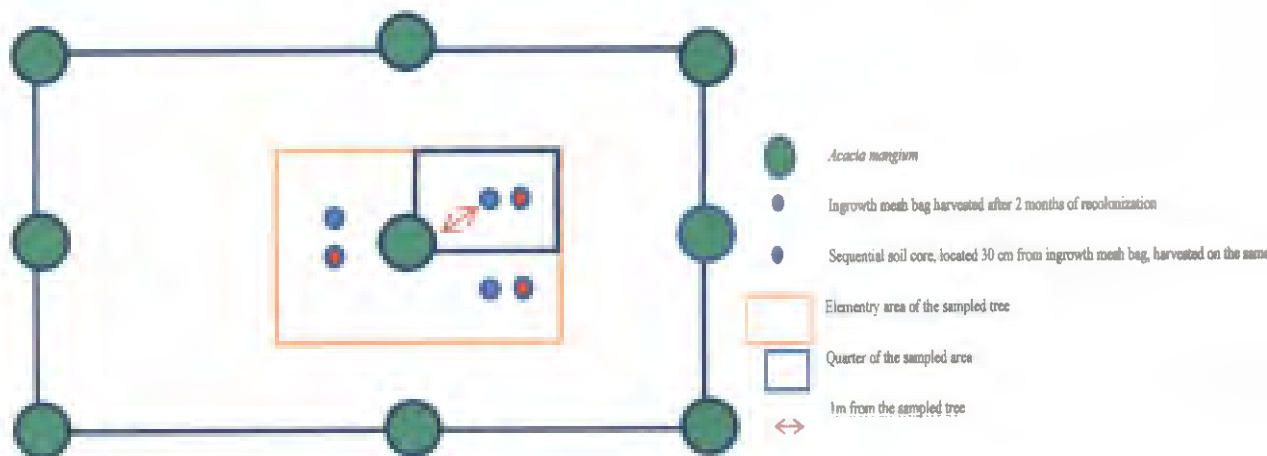 Acacia mangium
Ingrowth mesh bag harvested after 2 months of recolonization
Sequential soil core, located 30 cm from ingrowth mesh bag, harvested on the same
Elementry area of the sampled tree
Quarter of the sampled area
1m from the sampled tree